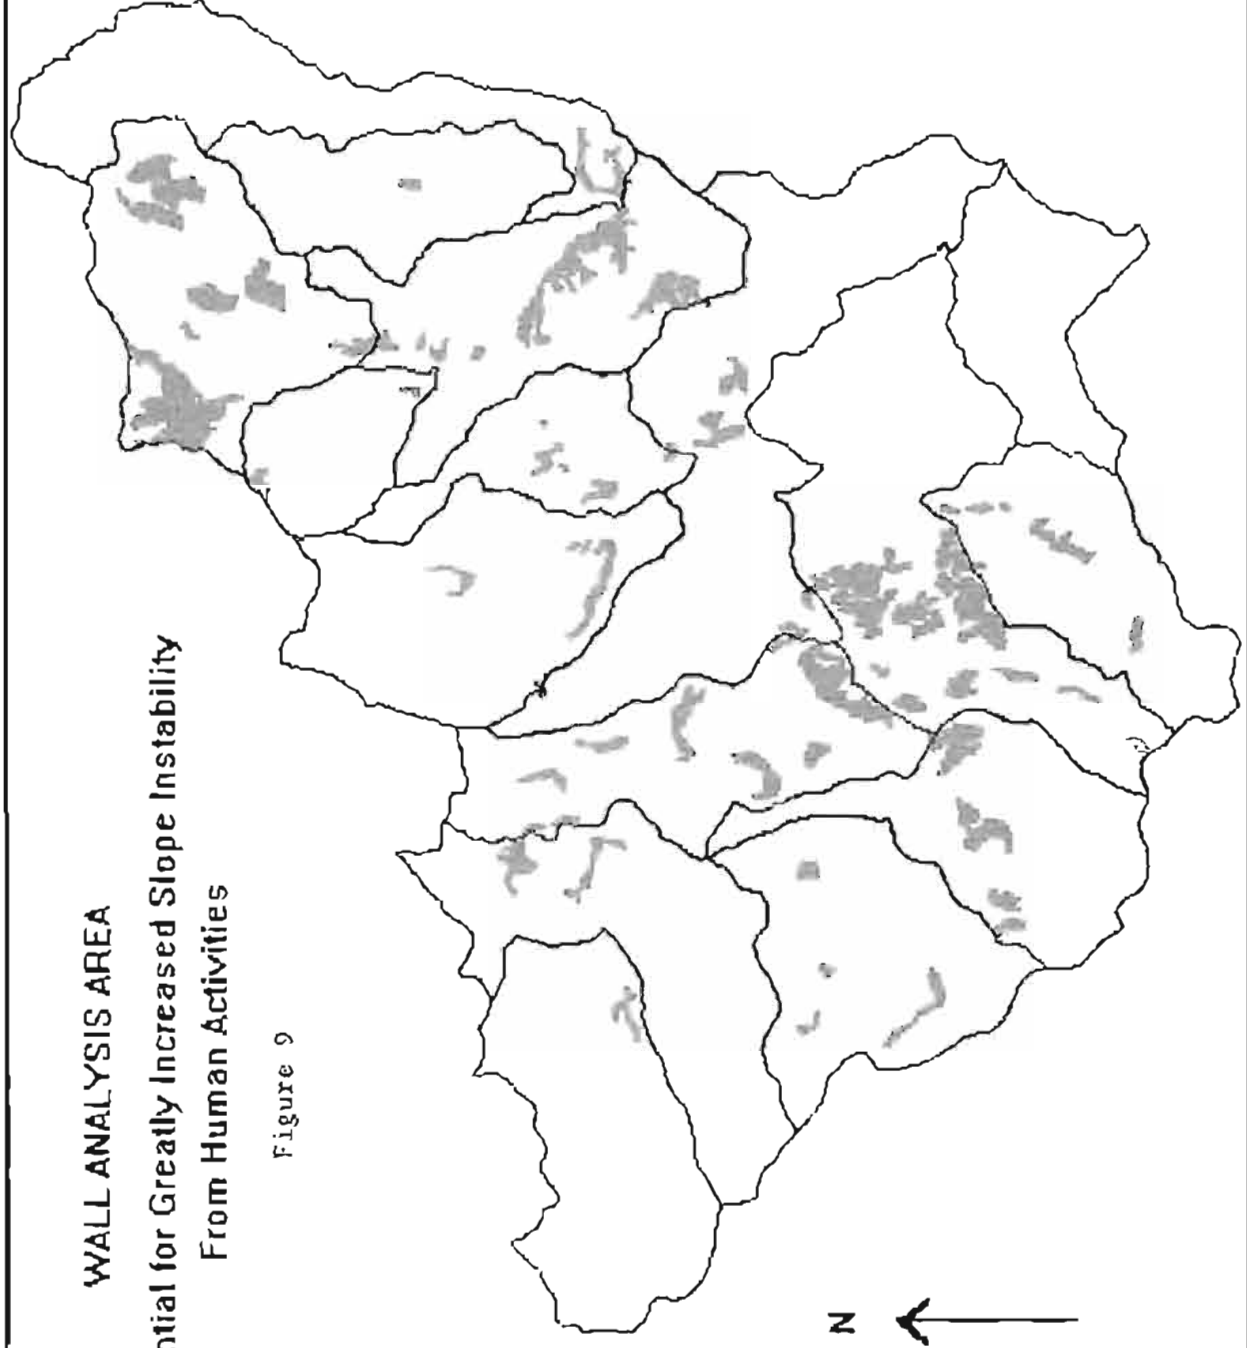 WALL ANALYSIS AREA
ntial for Greatly Increased Slope Instability
From Human Activities
Figure 9
N